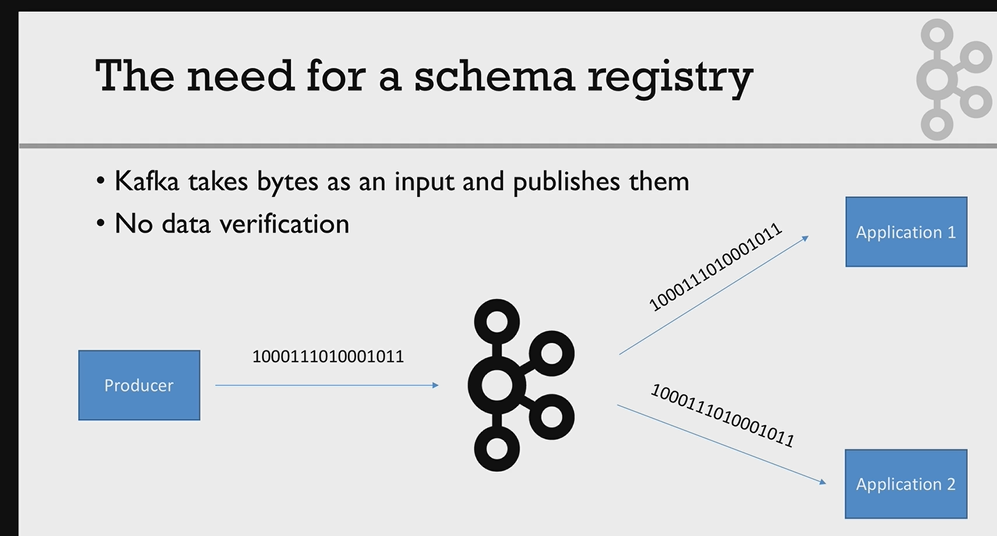 The need for a schema registry
• Kafka takes bytes as an input and publishes them
• No data verification
Application 1
1000111010001011
1000111010001011
Producer
1000111010001011
Application 2